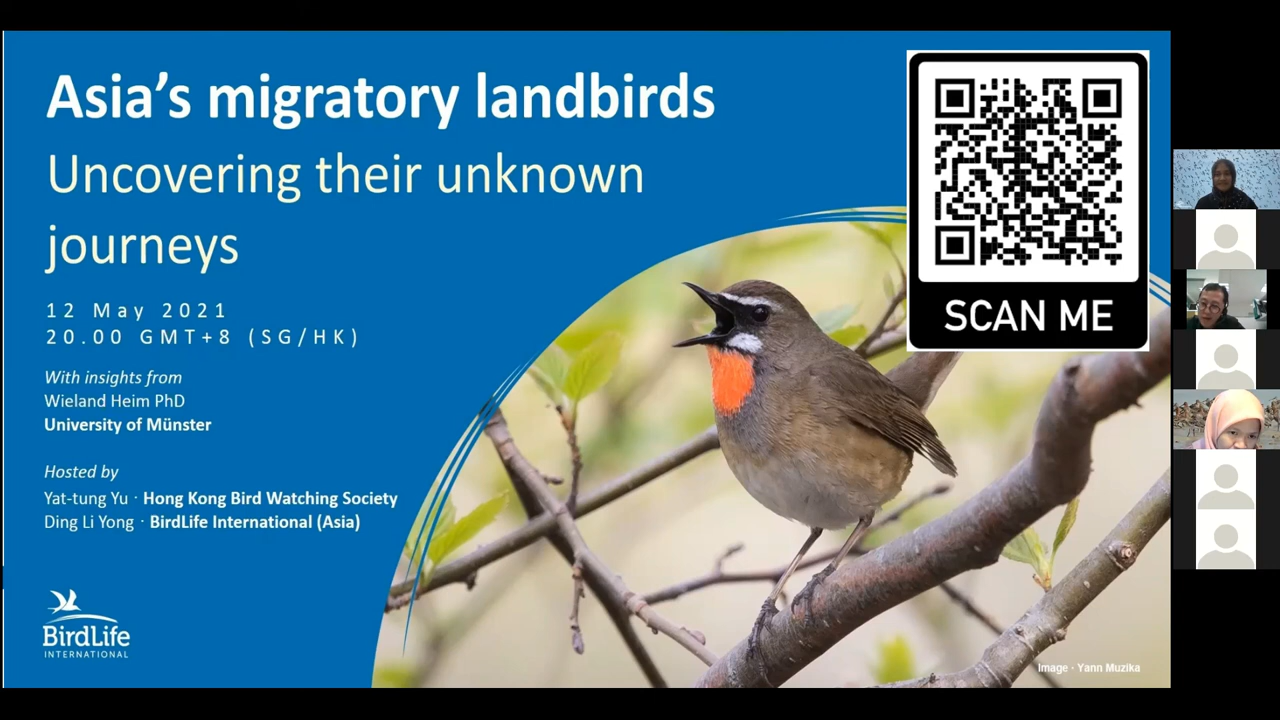 Asia's migratory landbirds
Uncovering their unknown
journeys
12 May 2021
20.00 GMT+8 (SG/HK)
With insights from
Wieland Heim PhD
University of Münster
Hosted by
Yat-tung Yu · Hong Kong Bird Watching Society
Ding Li Yong · BirdLife International (Asia)
BirdLife
INTERNATIONAL
SCAN ME
Image · Yann Muzika